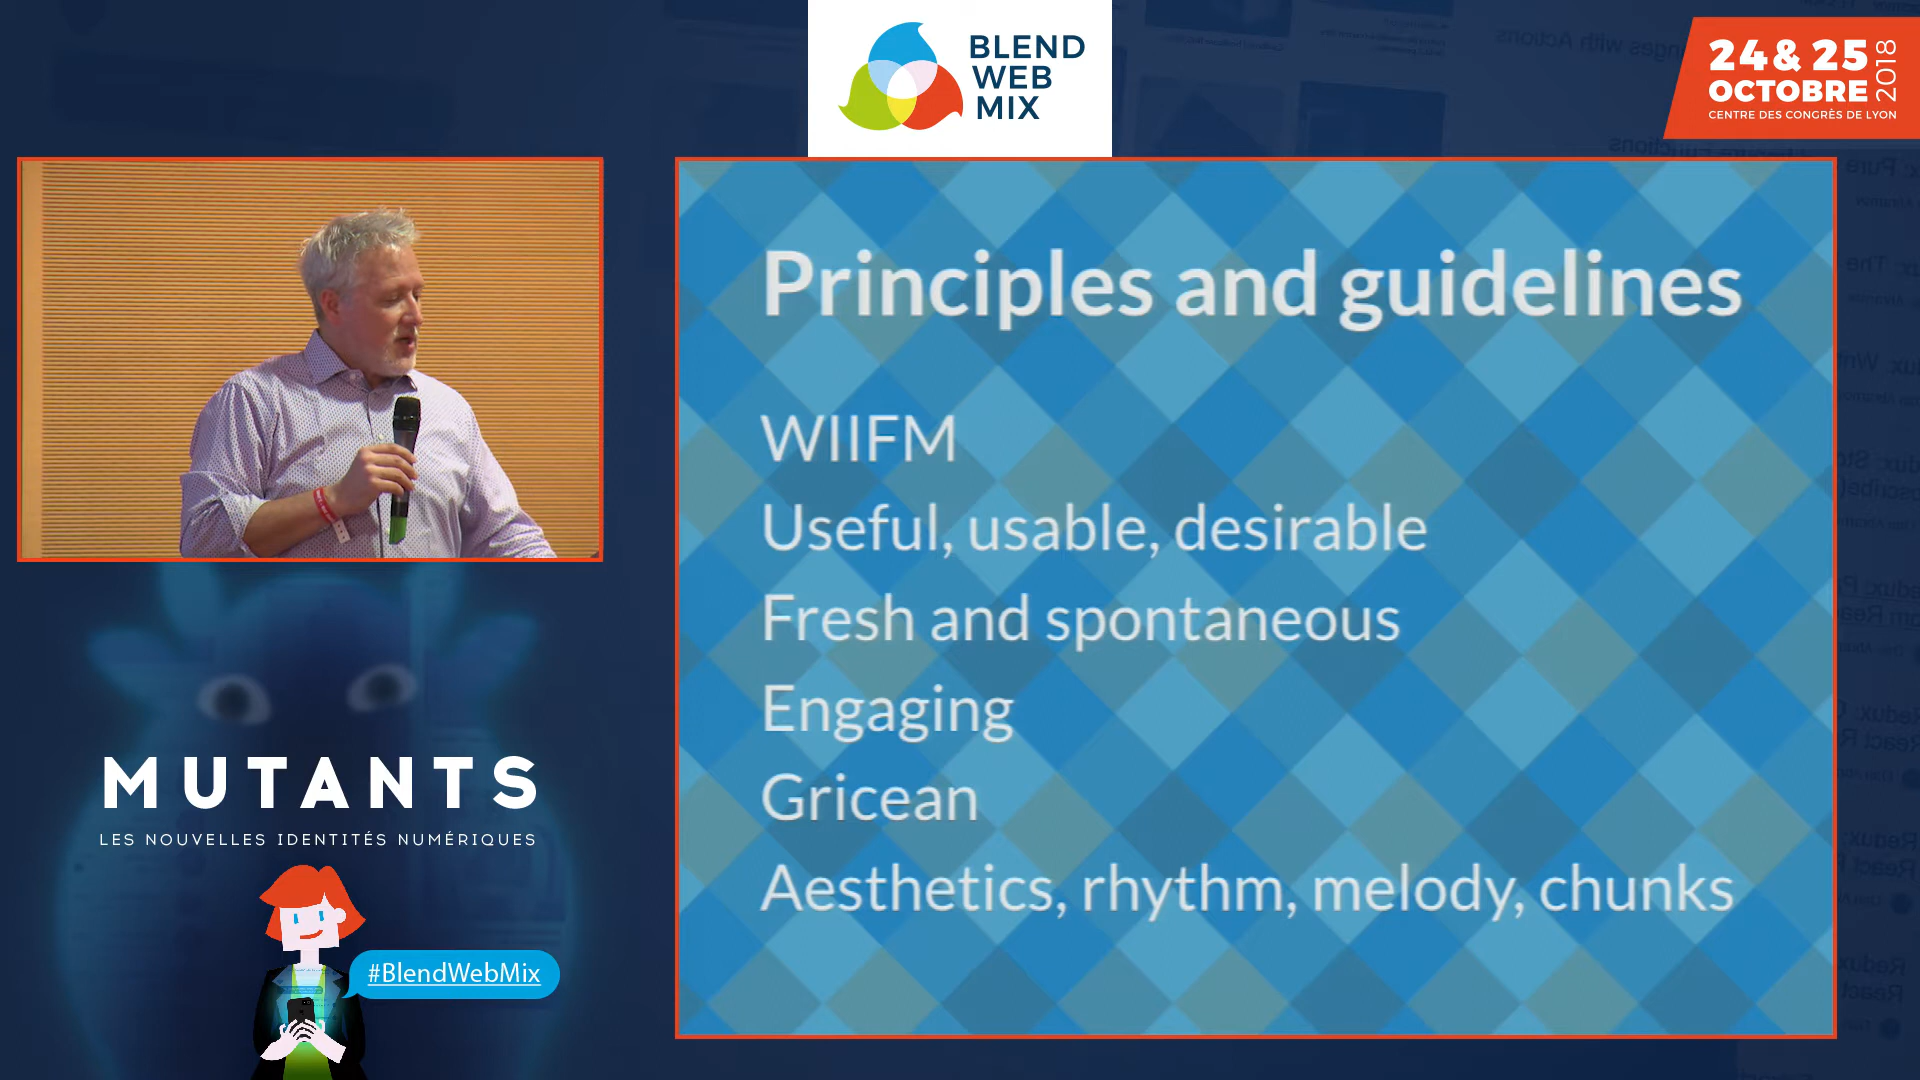 BLEND
WEB
MIX
24 & 25
OCTOBRE
2018
CENTRE DES CONGRÈS DE LYON
Principles and guidelines
WIIFM
Useful, usable, desirable
Fresh and spontaneous
Engaging
Gricean
Aesthetics, rhythm, melody, chunks
MUTANTS
LES NOUVELLES IDENTITÉS NUMÉRIQUES
#BlendWebMix